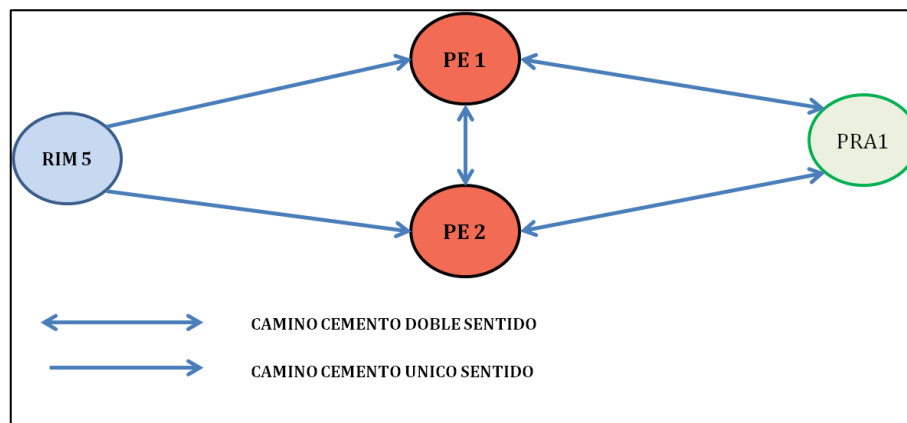 PE 1
RIM 5
PRA1
PE 2
CAMINO CEMENTO DOBLE SENTIDO
CAMINO CEMENTO UNICO SENTIDO